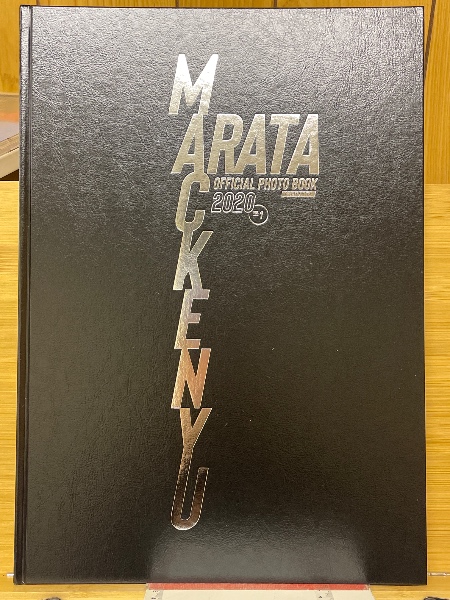 MACKENYU
ARATA
OFFICIAL PHOTO BOOK
2020